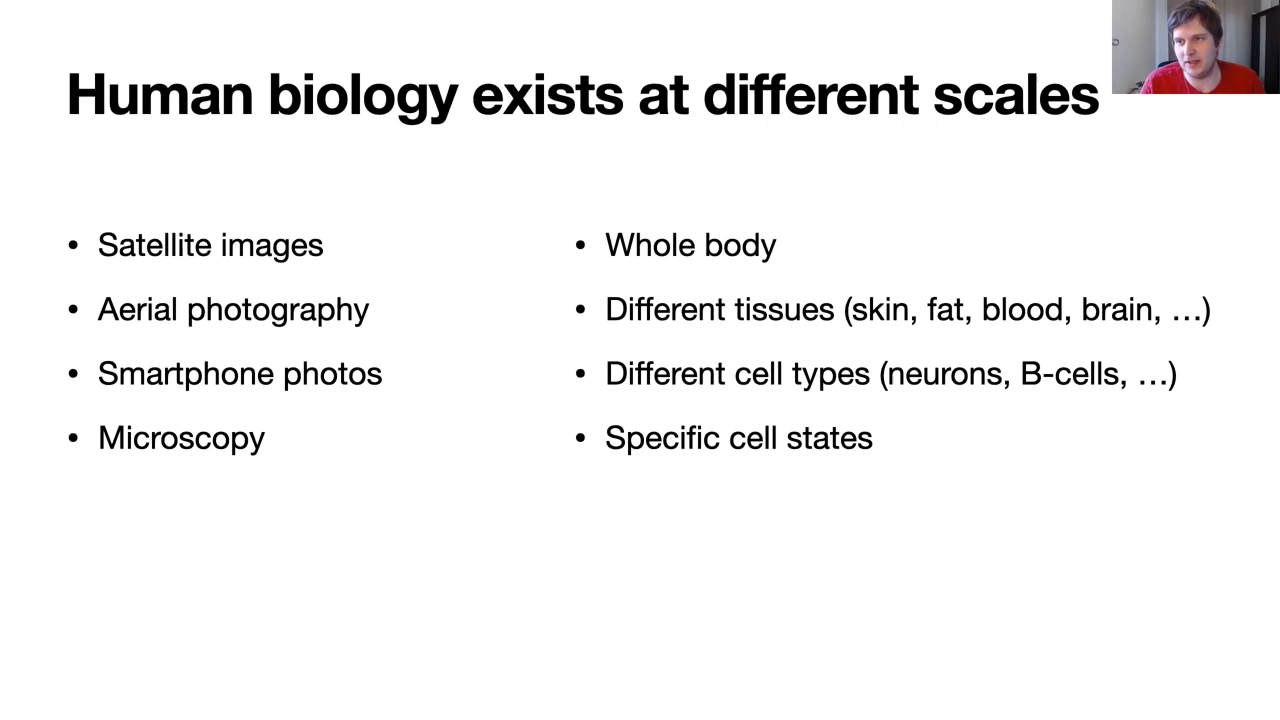 Human biology exists at different scales
• Satellite images
• Aerial photography
• Smartphone photos
• Microscopy
• Whole body
• Different tissues (skin, fat, blood, brain, …)
• Different cell types (neurons, B-cells, …)
• Specific cell states